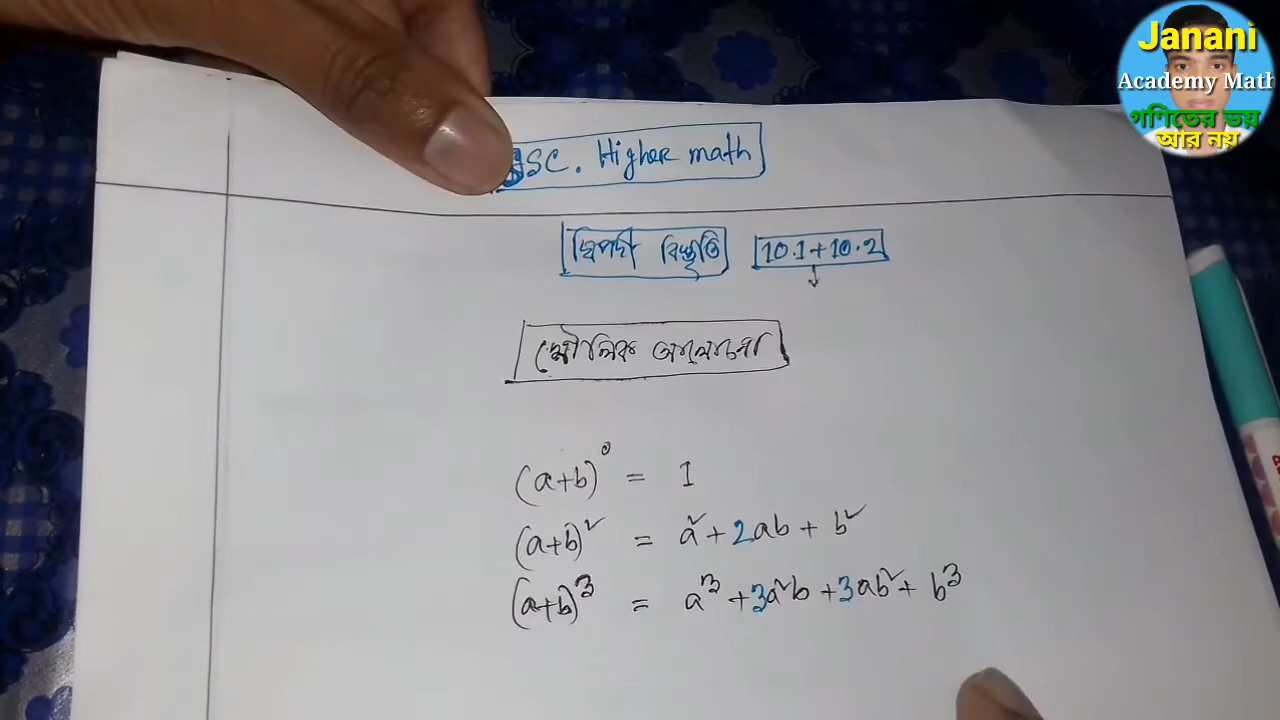 Janani
Academy Math
গণিতের ভয়
আর নয়
SSC. Higher math
দ্বিপদী বিস্তৃতি 10.1+10.2
মৌলিক আলোচনা
(a+b)⁰ = 1
(a+b)² = a² + 2ab + b²
(a+b)³ = a³ + 3a²b + 3ab² + b³